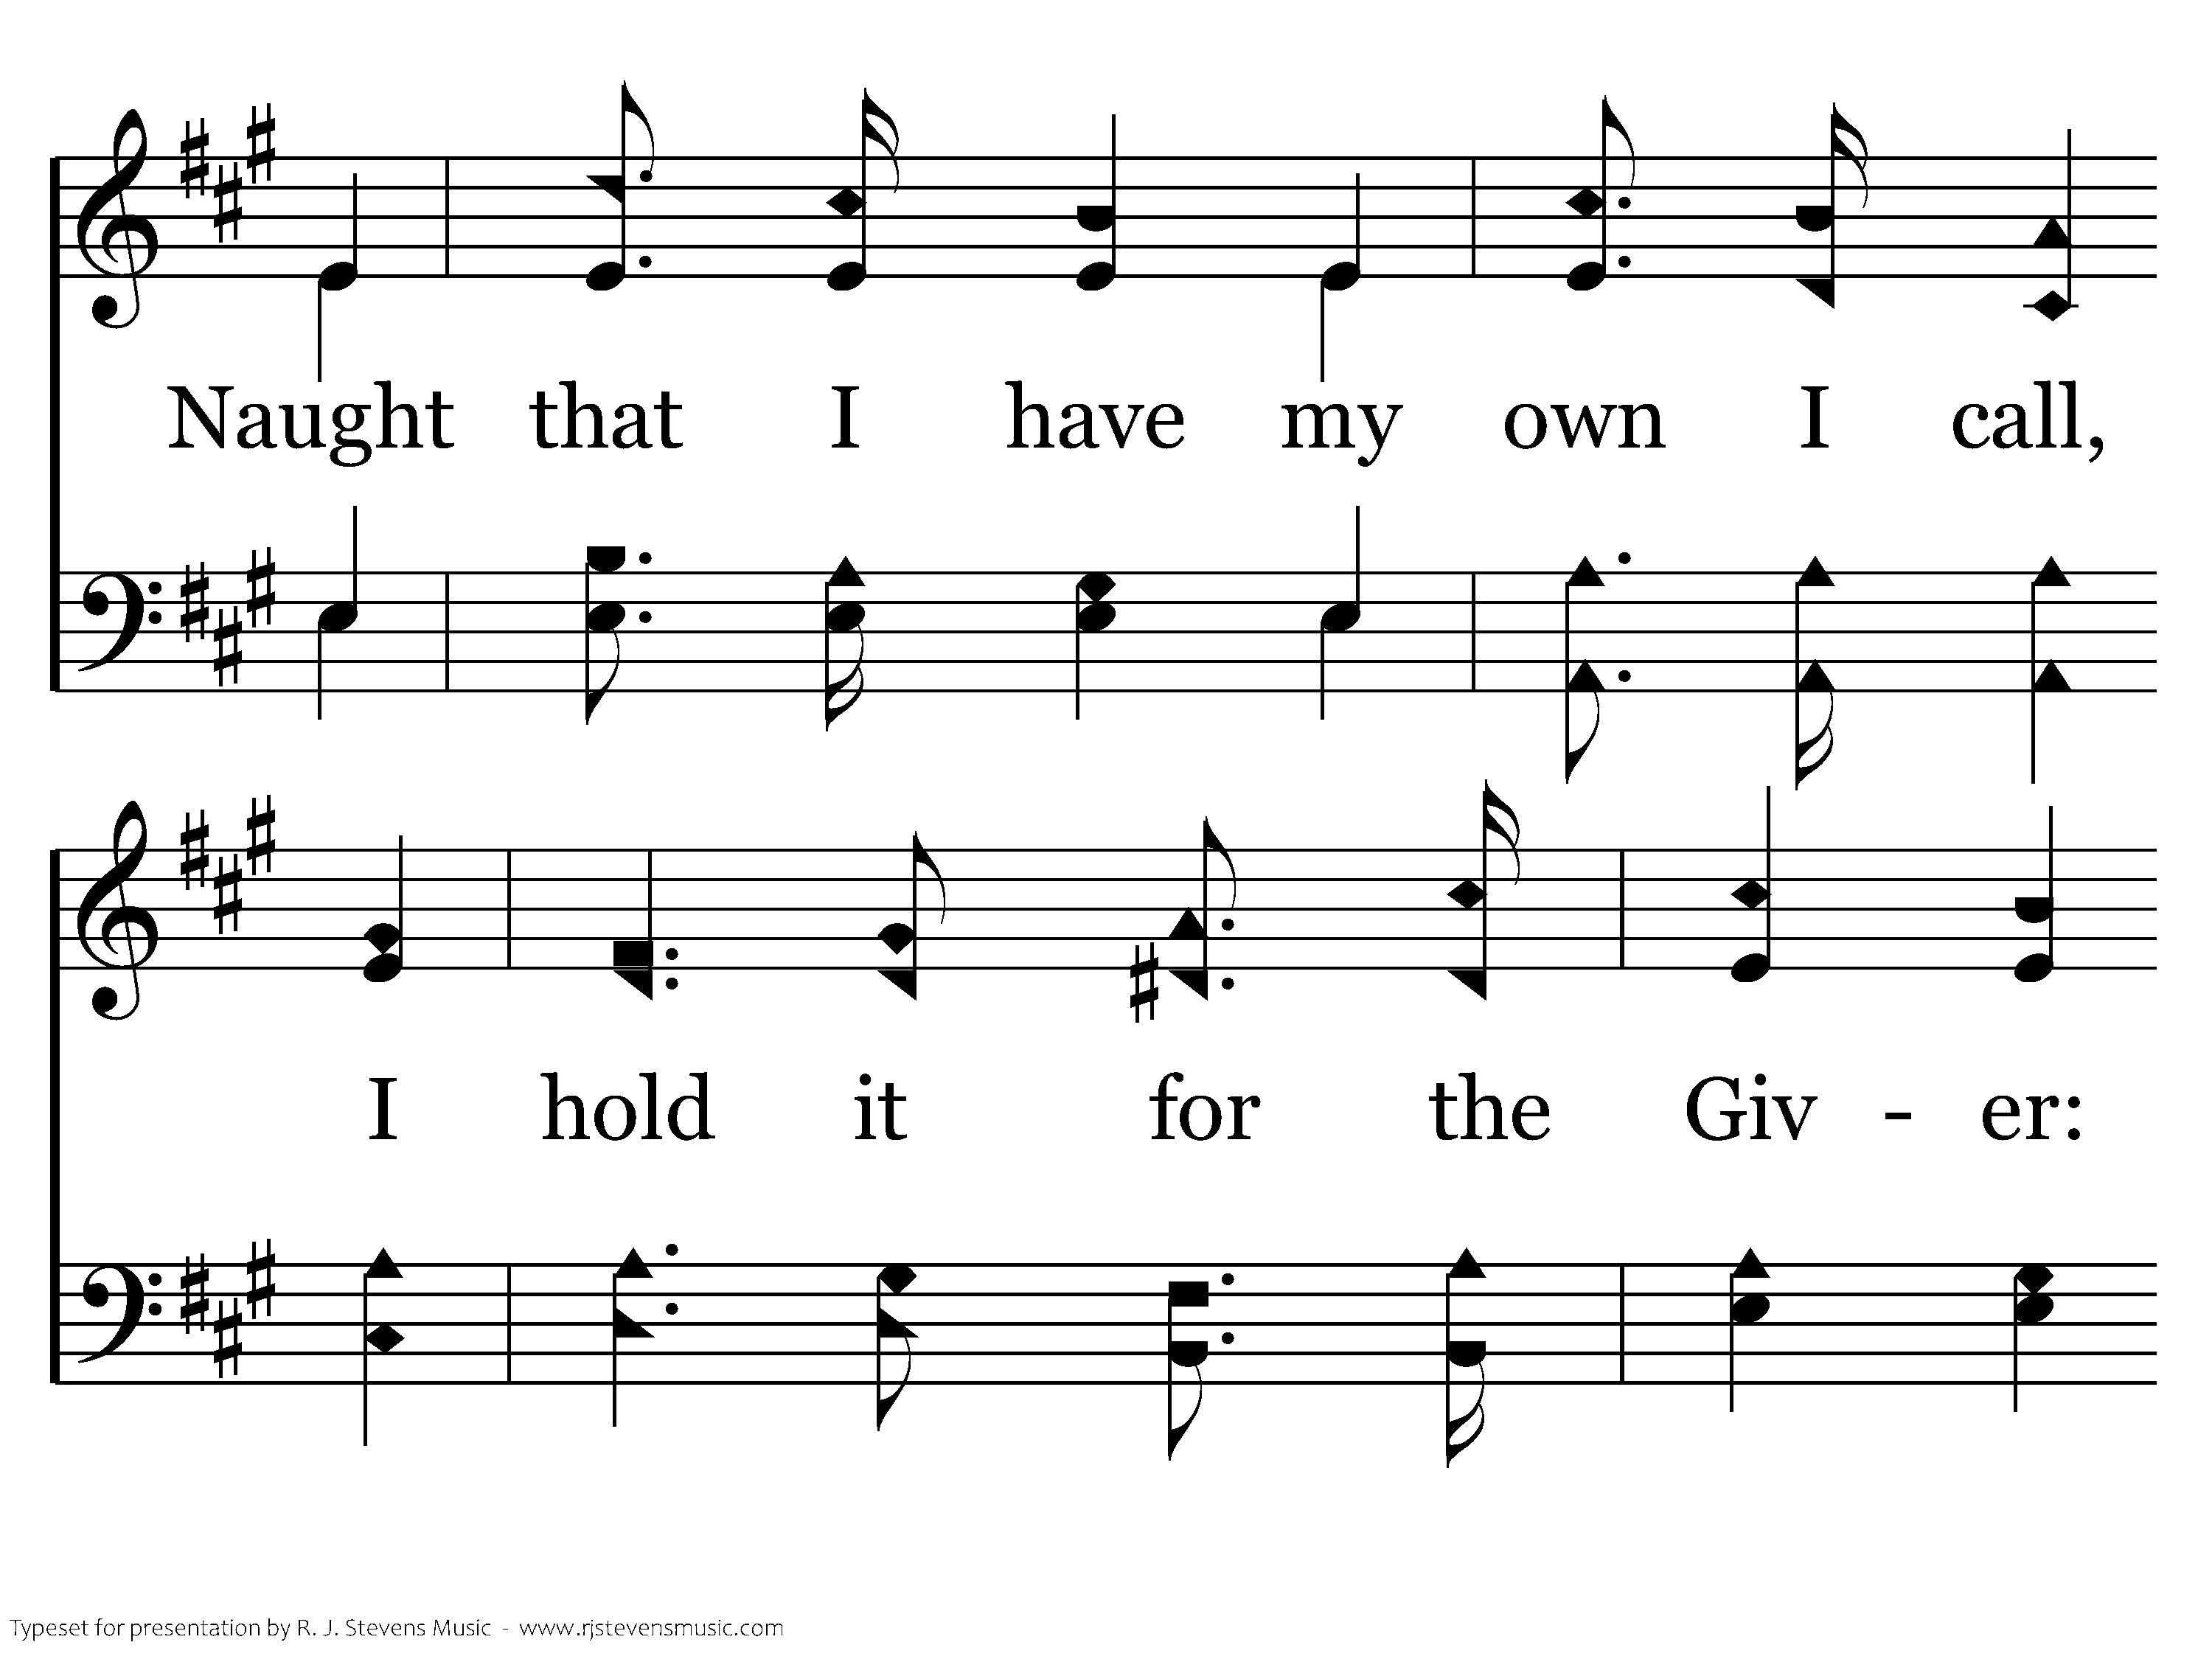 Naught that I have my own I call,
I hold it for the Giv - er:
Typeset for presentation by R. J. Stevens Music - www.rjstevensmusic.com